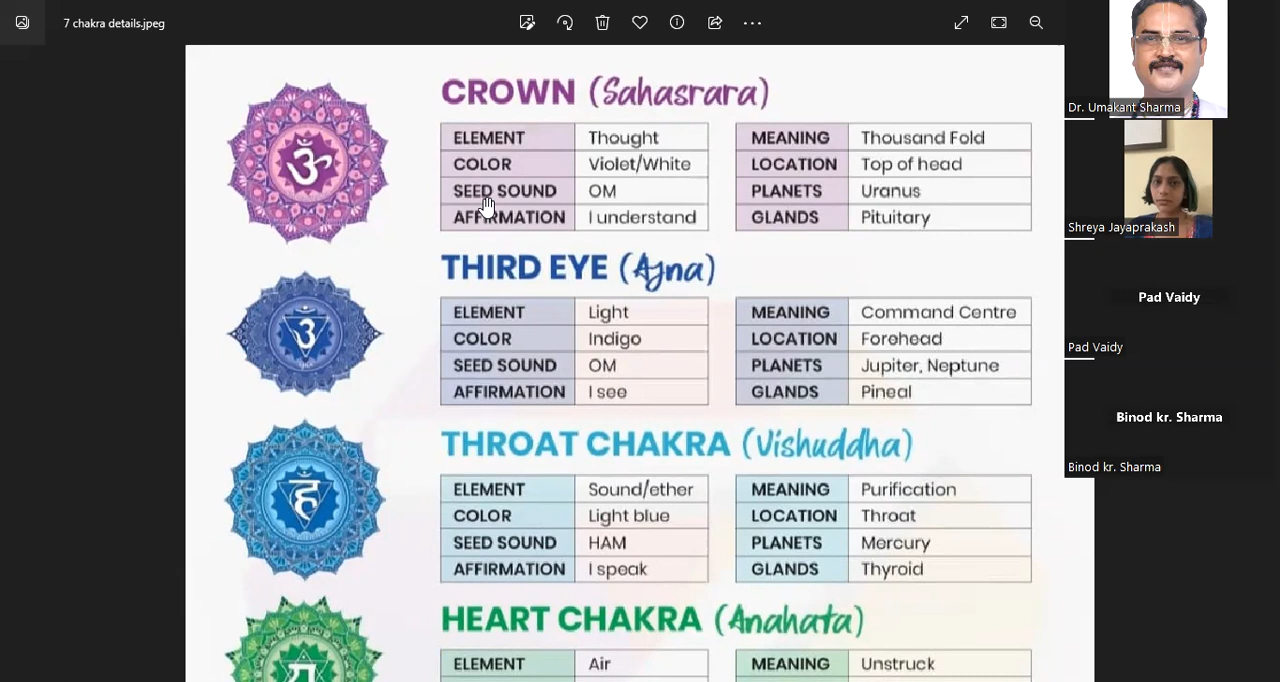 7 chakra details.jpeg
CROWN (Sahasrara)
ELEMENT Thought MEANING Thousand Fold
COLOR Violet/White LOCATION Top of head
SEED SOUND OM PLANETS Uranus
AFFIRMATION I understand GLANDS Pituitary
ॐ
THIRD EYE (Ajna)
ELEMENT Light MEANING Command Centre
COLOR Indigo LOCATION Forehead
SEED SOUND OM PLANETS Jupiter, Neptune
AFFIRMATION I see GLANDS Pineal
THROAT CHAKRA (Vishuddha)
ELEMENT Sound/ether MEANING Purification
COLOR Light blue LOCATION Throat
SEED SOUND HAM PLANETS Mercury
AFFIRMATION I speak GLANDS Thyroid
HEART CHAKRA (Anahata)
ELEMENT Air MEANING Unstruck
Dr. Umakant Sharma
Shreya Jayaprakash
Pad Vaidy
Pad Vaidy
Binod kr. Sharma
Binod kr. Sharma